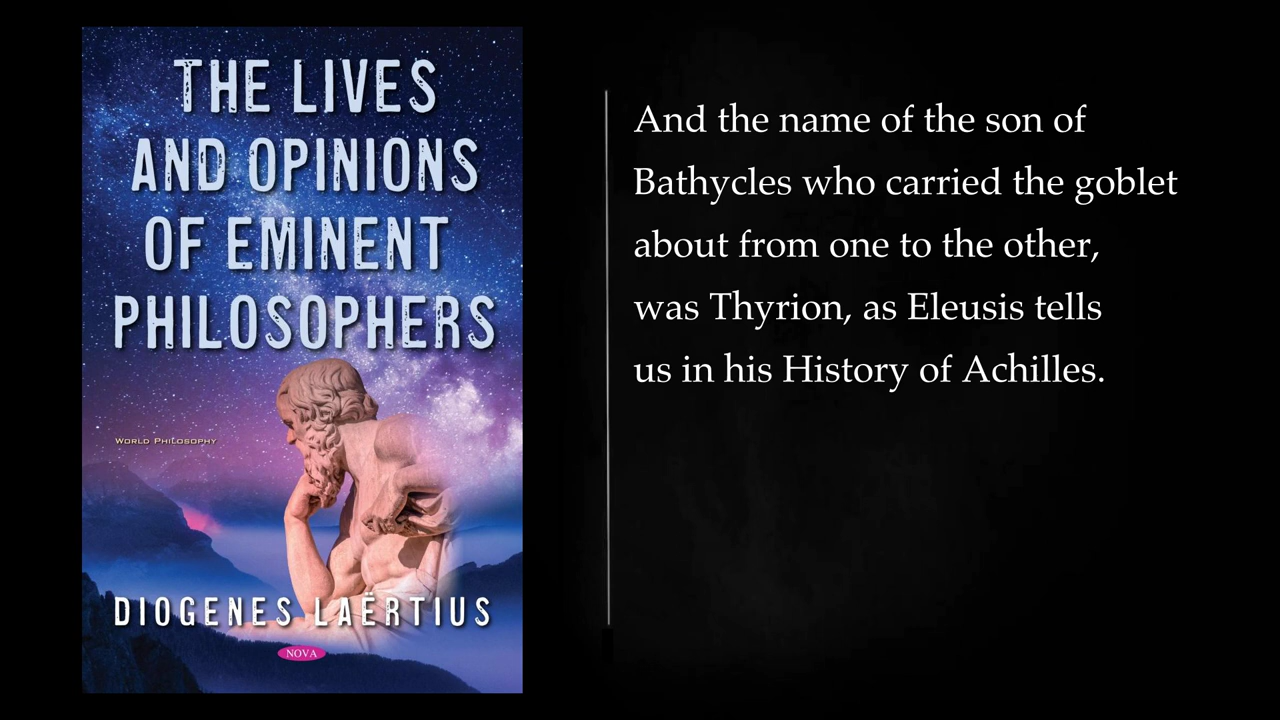 THE LIVES
AND OPINIONS
OF EMINENT
PHILOSOPHERS
WORLD PHILOSOPHY
DIOGENES LAËRTIUS
NOVA
And the name of the son of
Bathycles who carried the goblet
about from one to the other,
was Thyrion, as Eleusis tells
us in his History of Achilles.